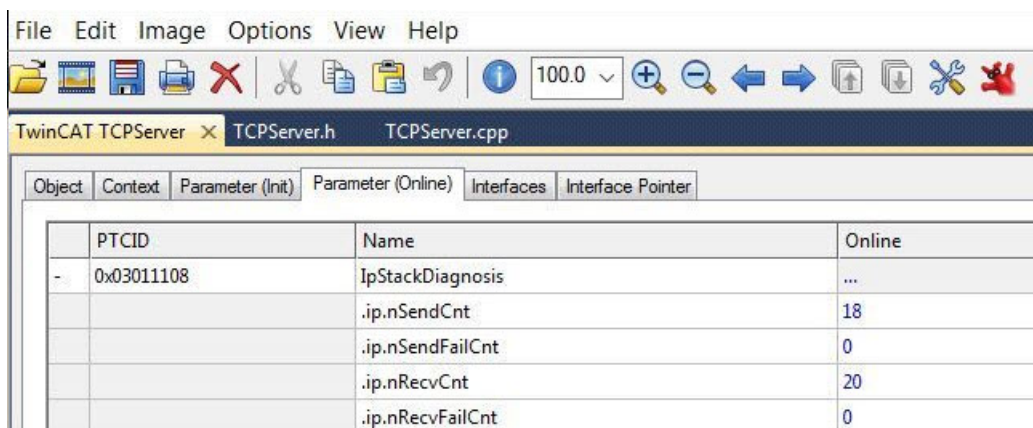 File Edit Image Options View Help
100.0
TwinCAT TCPServer TCPServer.h TCPServer.cpp
Object Context Parameter (Init) Parameter (Online) Interfaces Interface Pointer
PTCID Name Online
- 0x03011108 IpStackDiagnosis ...
.ip.nSendCnt 18
.ip.nSendFailCnt 0
.ip.nRecvCnt 20
.ip.nRecvFailCnt 0